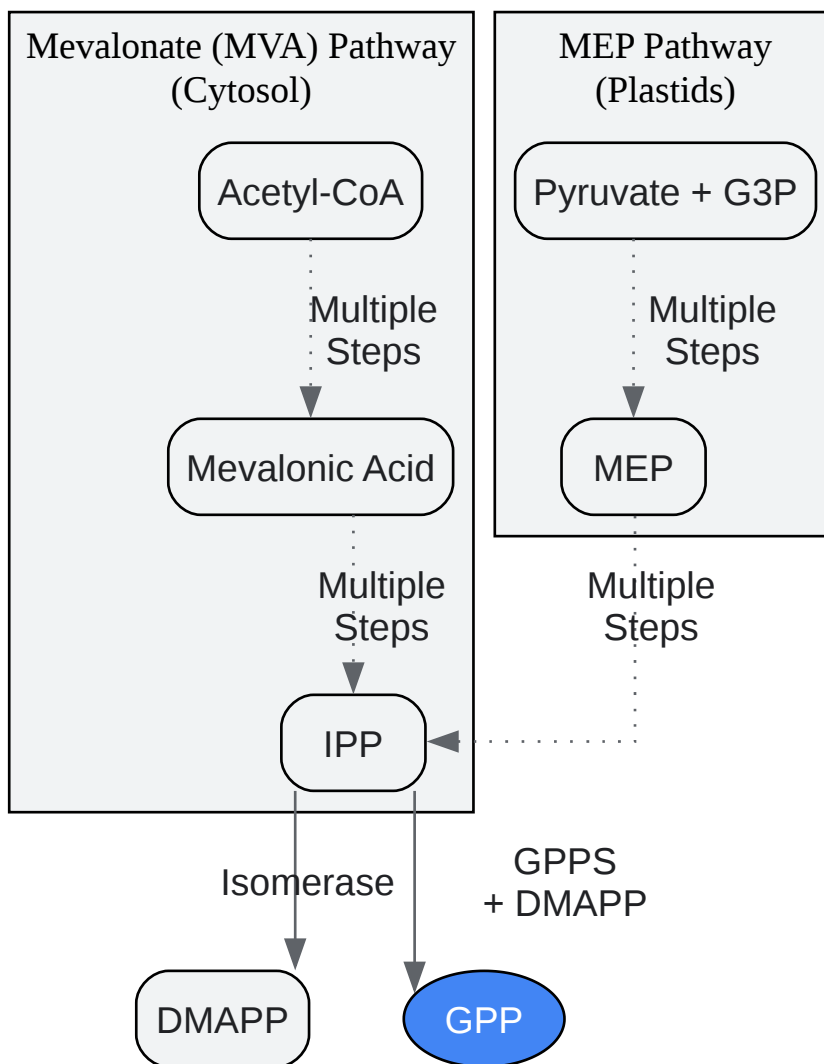 Mevalonate (MVA) Pathway
(Cytosol)
MEP Pathway
(Plastids)
Acetyl-CoA
Pyruvate + G3P
Multiple
Steps
Multiple
Steps
Mevalonic Acid
MEP
Multiple
Steps
Multiple
Steps
IPP
Isomerase
GPPS
+ DMAPP
DMAPP
GPP